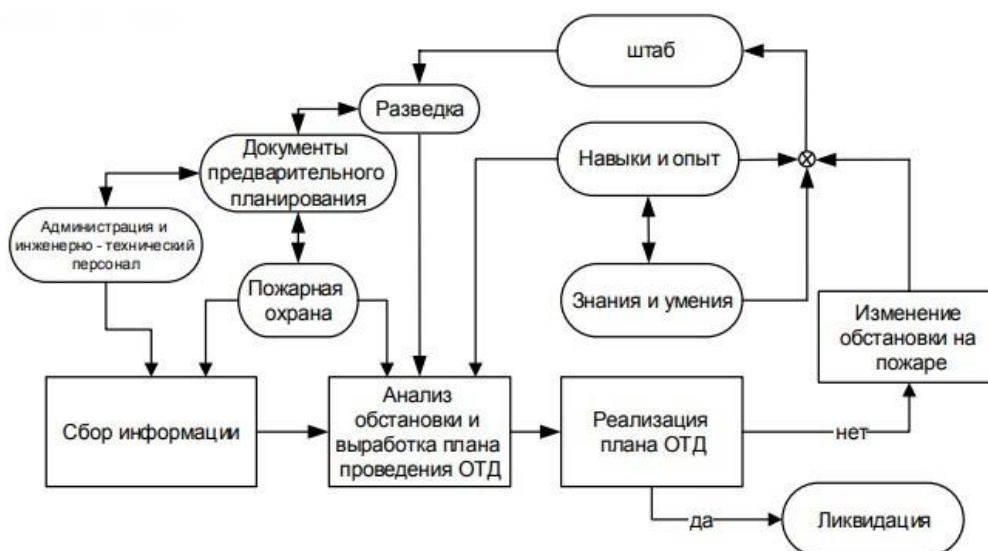 штаб
Разведка
Документы
предварительного
планирования
Навыки и опыт
Администрация и
инженерно - технический
персонал
Пожарная
охрана
Знания и умения
Изменение
обстановки на
пожаре
Сбор информации
Анализ
обстановки и
выработка плана
проведения ОТД
Реализация
плана ОТД
нет
да
Ликвидация